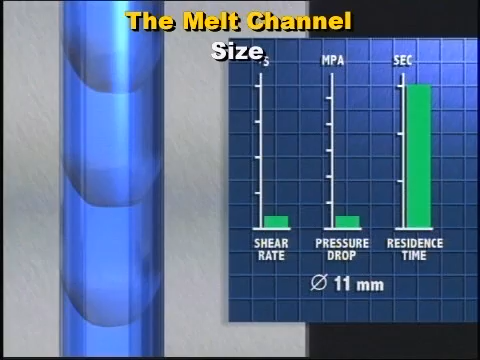 The Melt Channel
Size
MPA
SEC
SHEAR RATE
PRESSURE DROP
RESIDENCE TIME
Ø 11 mm